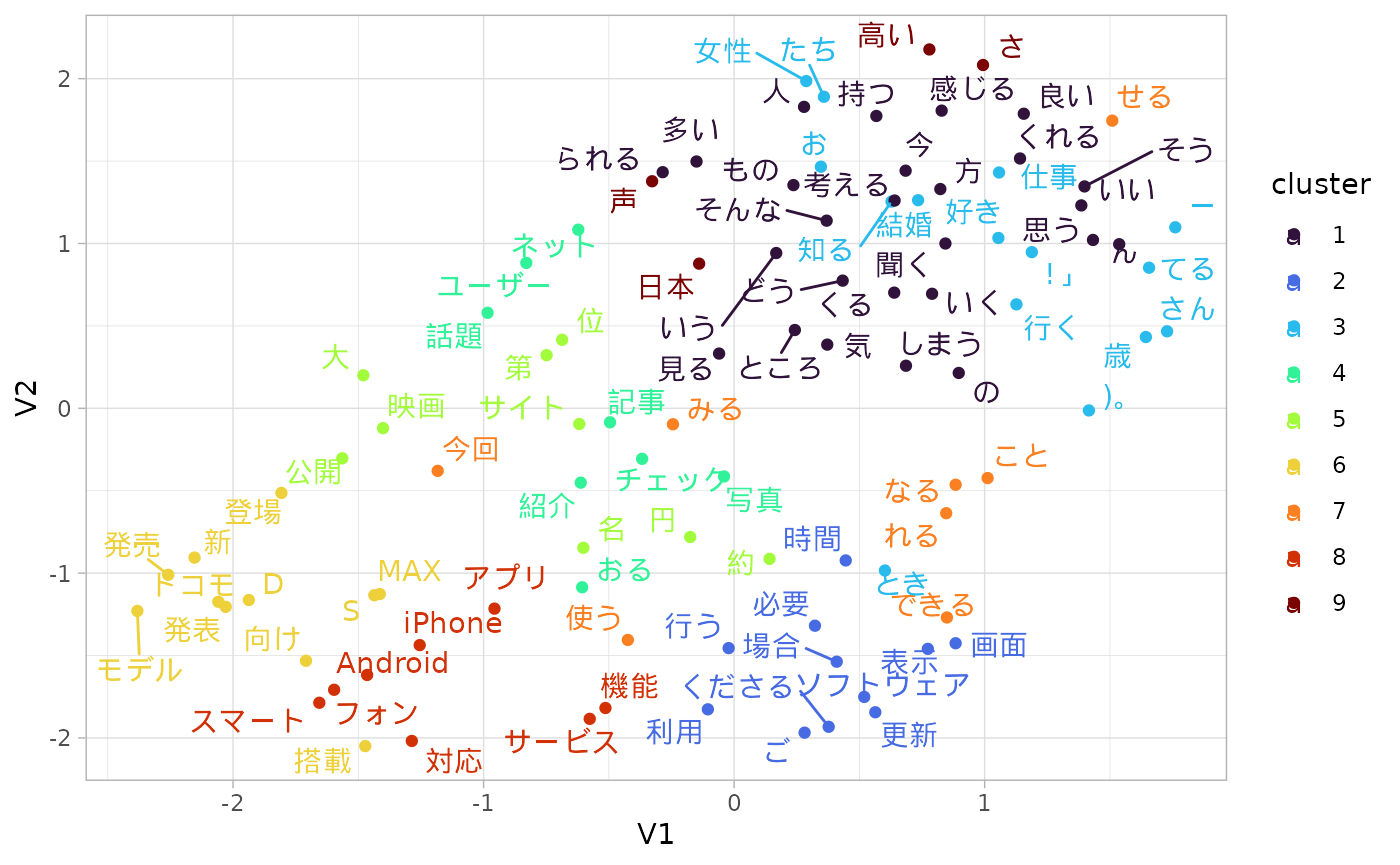 高い
さ
女性
たち
人
持つ
感じる
良い
せる
多い
お
今
くれる
そう
られる
もの
考える
方
仕事
いい
声
そんな
結婚
好き
ー
ネット
知る
思う
ん
ユーザー
日本
どう
聞く
!」
てる
話題
位
いう
くる
いく
行く
さん
大
第
見る
ところ
気
しまう
歳
映画
サイト
記事
みる
の
)。
公開
今回
チェック
写真
こと
登場
紹介
なる
発売
新
名
円
時間
れる
ドコモ
D
MAX
アプリ
おる
約
とき
S
iPhone
使う
必要
できる
発表
向け
行う
場合
表示
画面
モデル
Android
機能
くださる
ソフトウェア
スマート
フォン
サービス
利用
ご
更新
搭載
対応
2
1
0
-1
-2
-2
-1
0
1
V1
V2
cluster
1
2
3
4
5
6
7
8
9